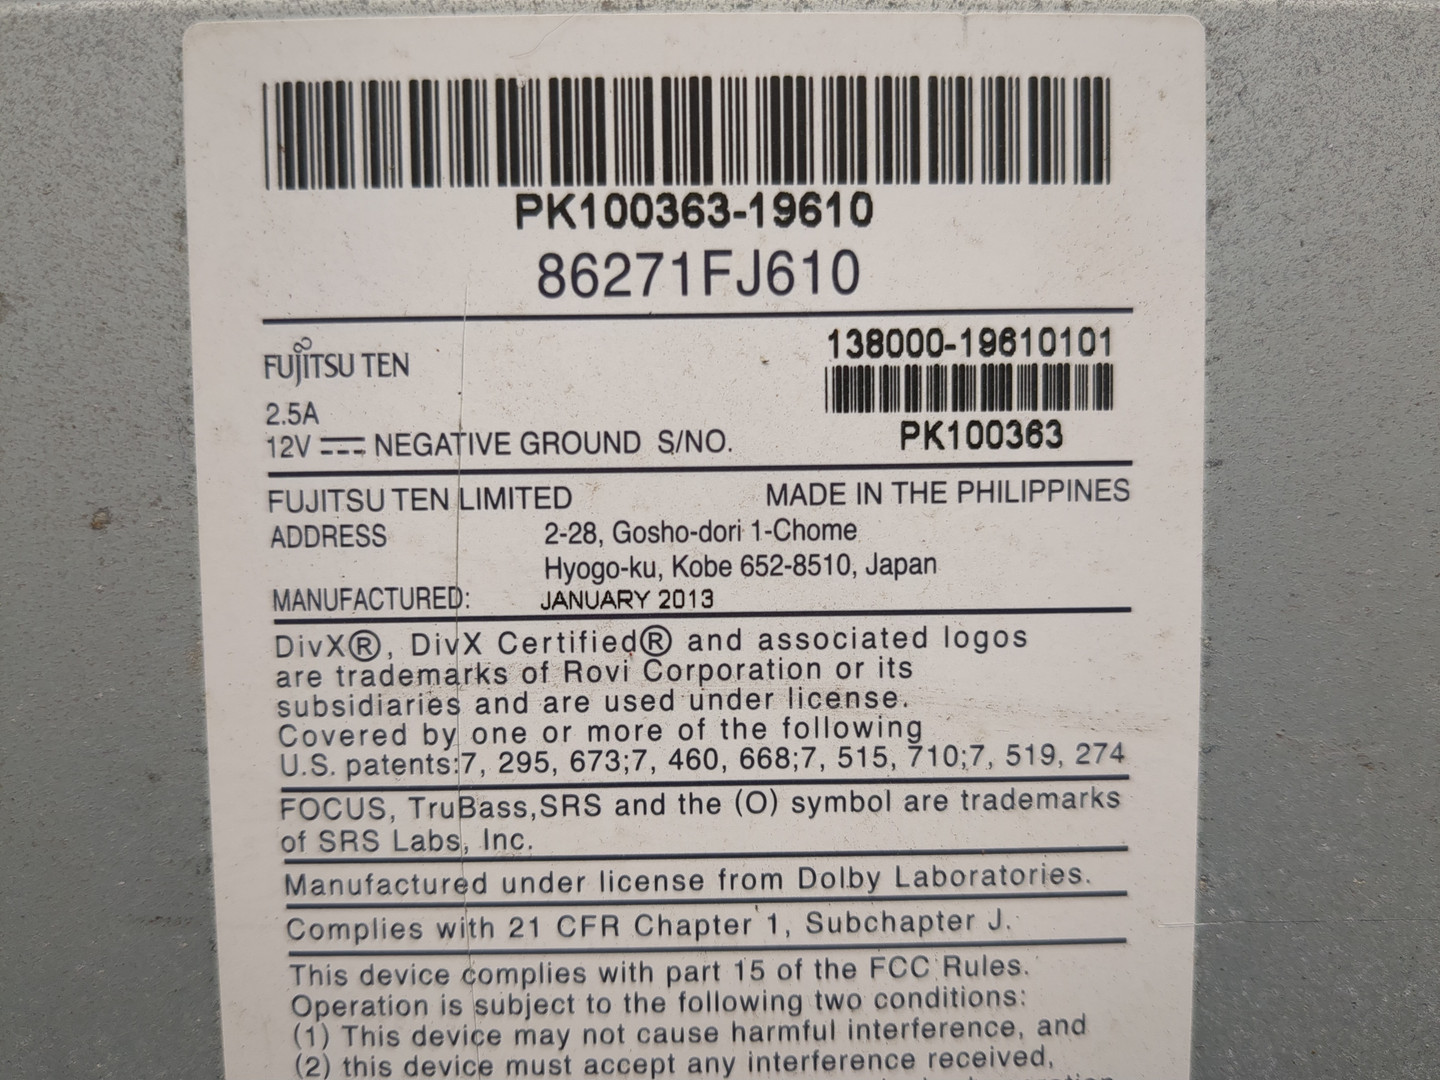 PK100363-19610
86271FJ610
FUJITSU TEN
138000-19610101
2.5A
12V NEGATIVE GROUND S/NO.
PK100363
FUJITSU TEN LIMITED MADE IN THE PHILIPPINES
ADDRESS 2-28, Gosho-dori 1-Chome
Hyogo-ku, Kobe 652-8510, Japan
MANUFACTURED: JANUARY 2013
DivX®, DivX Certified® and associated logos
are trademarks of Rovi Corporation or its
subsidiaries and are used under license.
Covered by one or more of the following
U.S. patents:7, 295, 673;7, 460, 668;7, 515, 710;7, 519, 274
FOCUS, TruBass,SRS and the (O) symbol are trademarks
of SRS Labs, Inc.
Manufactured under license from Dolby Laboratories.
Complies with 21 CFR Chapter 1, Subchapter J.
This device complies with part 15 of the FCC Rules.
Operation is subject to the following two conditions:
(1) This device may not cause harmful interference, and
(2) this device must accept any interference received,